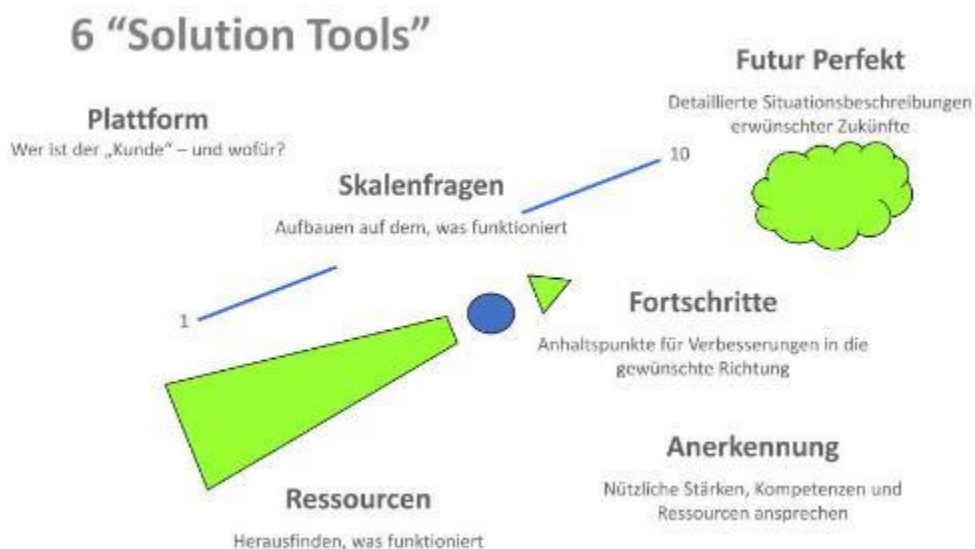 6 “Solution Tools”
Futur Perfekt
Detaillierte Situationsbeschreibungen
erwünschter Zukünfte
Plattform
Wer ist der „Kunde“ – und wofür?
10
Skalenfragen
Aufbauen auf dem, was funktioniert
1
Fortschritte
Anhaltspunkte für Verbesserungen in die
gewünschte Richtung
Anerkennung
Nützliche Stärken, Kompetenzen und
Ressourcen ansprechen
Ressourcen
Herausfinden, was funktioniert